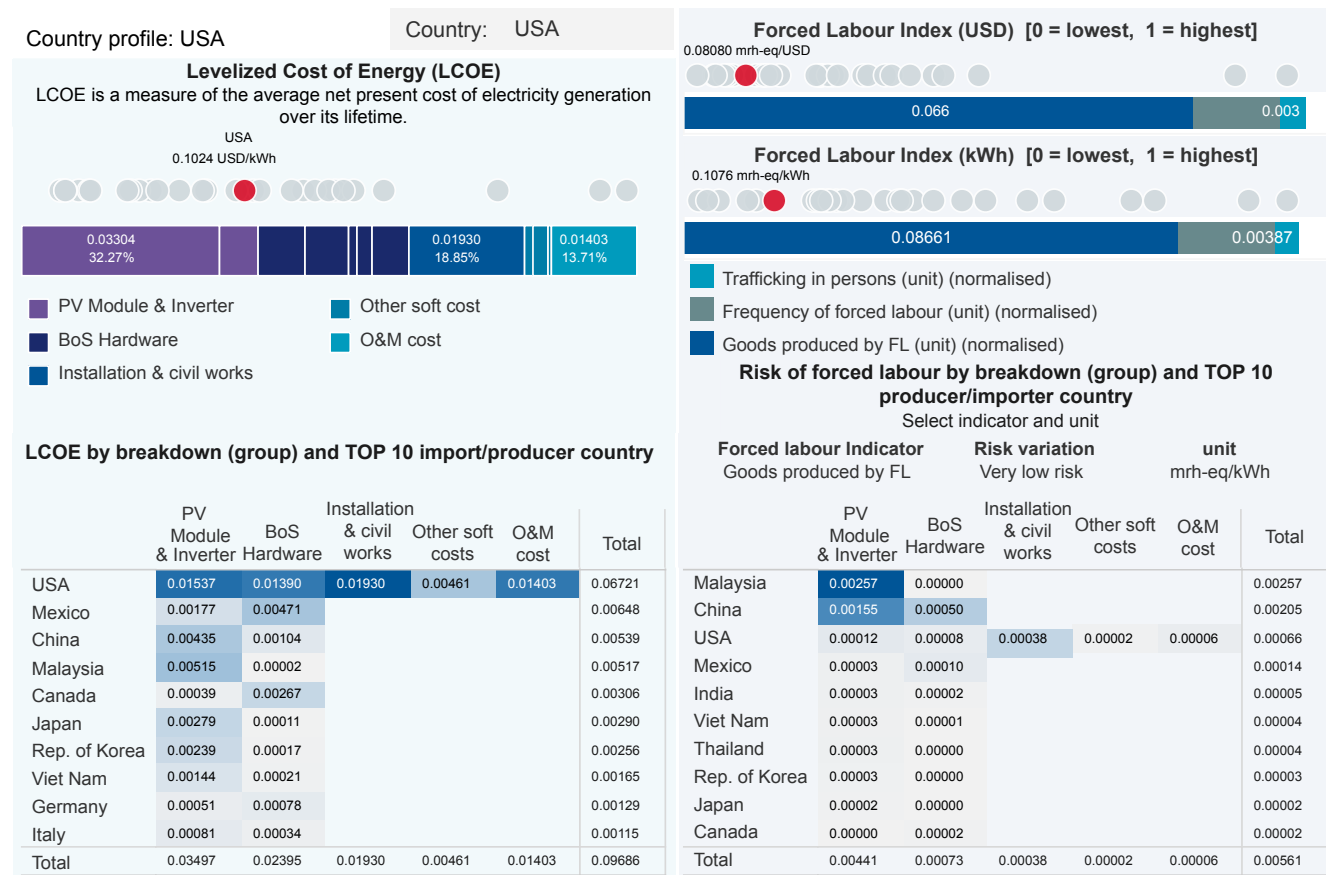 Country profile: USA
Country: USA
Levelized Cost of Energy (LCOE)
LCOE is a measure of the average net present cost of electricity generation
over its lifetime.
USA
0.1024 USD/kWh
0.03304 0.01930 0.01403
32.27% 18.85% 13.71%
PV Module & Inverter Other soft cost
BoS Hardware O&M cost
Installation & civil works
LCOE by breakdown (group) and TOP 10 import/producer country
PV
Module
& Inverter
BoS
Hardware
Installation
& civil
works
Other soft
costs
O&M
cost
Total
USA 0.01537 0.01390 0.01930 0.00461 0.01403 0.06721
Mexico 0.00177 0.00471 0.00648
China 0.00435 0.00104 0.00539
Malaysia 0.00515 0.00002 0.00517
Canada 0.00039 0.00267 0.00306
Japan 0.00279 0.00011 0.00290
Rep. of Korea 0.00239 0.00017 0.00256
Viet Nam 0.00144 0.00021 0.00165
Germany 0.00051 0.00078 0.00129
Italy 0.00081 0.00034 0.00115
Total 0.03497 0.02395 0.01930 0.00461 0.01403 0.09686
Forced Labour Index (USD) [0 = lowest, 1 = highest]
0.08080 mrh-eq/USD
0.066 0.003
Forced Labour Index (kWh) [0 = lowest, 1 = highest]
0.1076 mrh-eq/kWh
0.08661 0.00387
Trafficking in persons (unit) (normalised)
Frequency of forced labour (unit) (normalised)
Goods produced by FL (unit) (normalised)
Risk of forced labour by breakdown (group) and TOP 10
producer/importer country
Select indicator and unit
Forced labour Indicator Risk variation unit
Goods produced by FL Very low risk mrh-eq/kWh
PV
Module
& Inverter
BoS
Hardware
Installation
& civil
works
Other soft
costs
O&M
cost
Total
Malaysia 0.00257 0.00000 0.00257
China 0.00155 0.00050 0.00205
USA 0.00012 0.00008 0.00038 0.00002 0.00006 0.00066
Mexico 0.00003 0.00010 0.00014
India 0.00003 0.00002 0.00005
Viet Nam 0.00003 0.00001 0.00004
Thailand 0.00003 0.00000 0.00004
Rep. of Korea 0.00003 0.00000 0.00003
Japan 0.00002 0.00000 0.00002
Canada 0.00000 0.00002 0.00002
Total 0.00441 0.00073 0.00038 0.00002 0.00006 0.00561